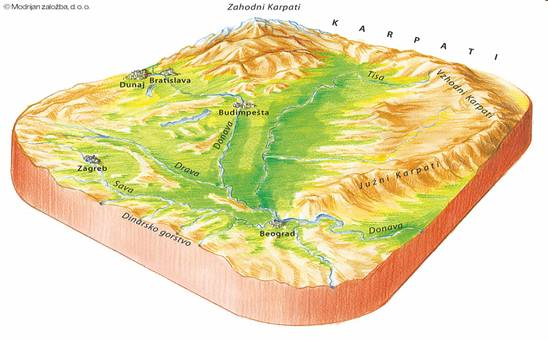 © Modrijan založba, d. o. o.
Zahodni Karpati
KARPATI
Dunaj
Bratislava
Tisa
Vzhodni Karpati
Budimpešta
Donava
Zagreb
Drava
Sava
Južni Karpati
Dinarsko gorstvo
Beograd
Donava